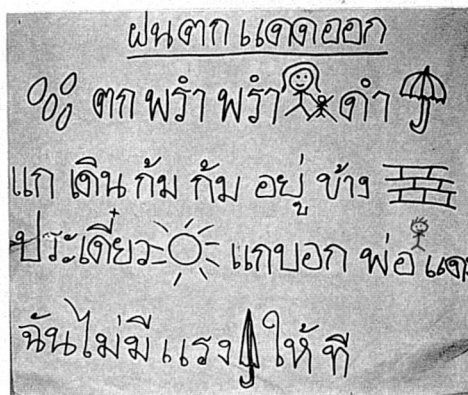 ฝนตก แดดออก
ตก พรำ พรำ ดำ
แก เดิน ก้ม ก้ม อยู่ ข้าง
ประเดี๋ยว แกบอก พ่อ แดะ
ฉันไม่มี แรง ให้ ที